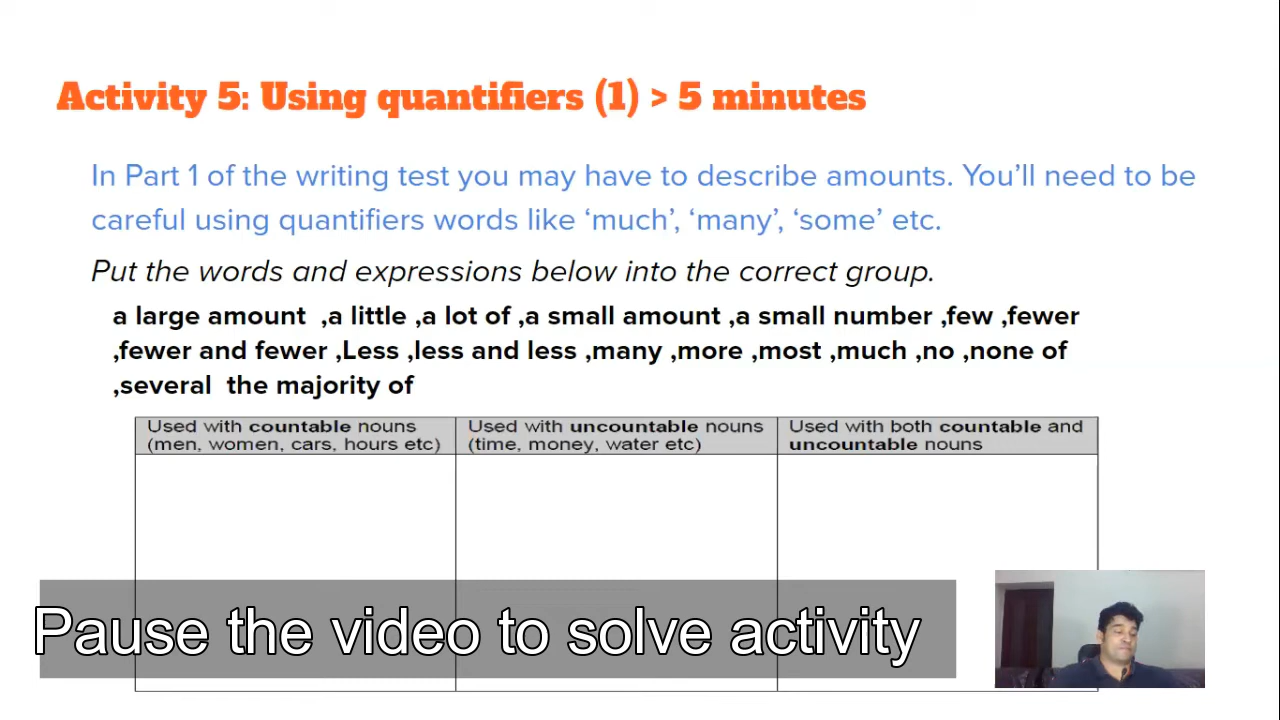 Activity 5: Using quantifiers (1) > 5 minutes
In Part 1 of the writing test you may have to describe amounts. You'll need to be
careful using quantifiers words like ‘much’, ‘many’, ‘some’ etc.
Put the words and expressions below into the correct group.
a large amount ,a little ,a lot of ,a small amount ,a small number ,few ,fewer
,fewer and fewer ,Less ,less and less ,many ,more ,most ,much ,no ,none of
,several the majority of
Used with countable nouns
(men, women, cars, hours etc)
Used with uncountable nouns
(time, money, water etc)
Used with both countable and
uncountable nouns
Pause the video to solve activity